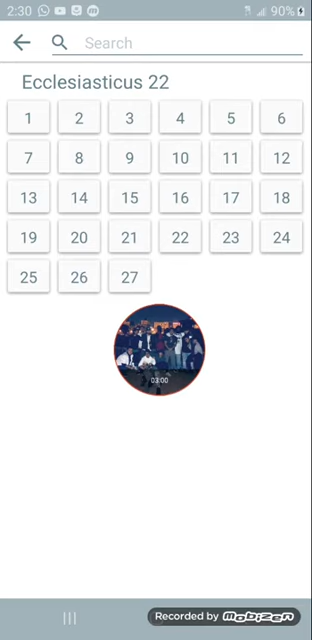 2:30 90%
Search
Ecclesiasticus 22
1 2 3 4 5 6
7 8 9 10 11 12
13 14 15 16 17 18
19 20 21 22 23 24
25 26 27
03:00
Recorded by MOBIZEN